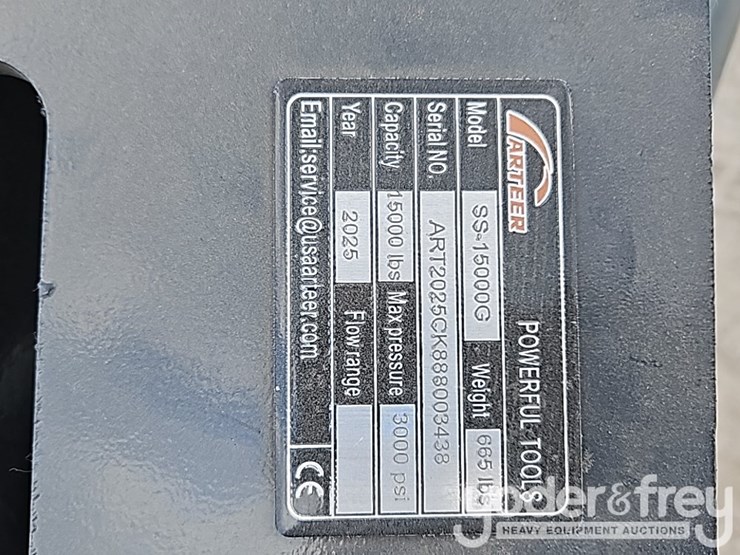 ARTEER POWERFUL TOOLS
Model SS-15000G Weight 665 lbs
Serial NO. ART2025CK888003438
Capacity 15000 lbs Max pressure 3000 psi
Year 2025 Flow range
Email:service@usaarteer.com CE
yoder&frey
HEAVY EQUIPMENT AUCTIONS